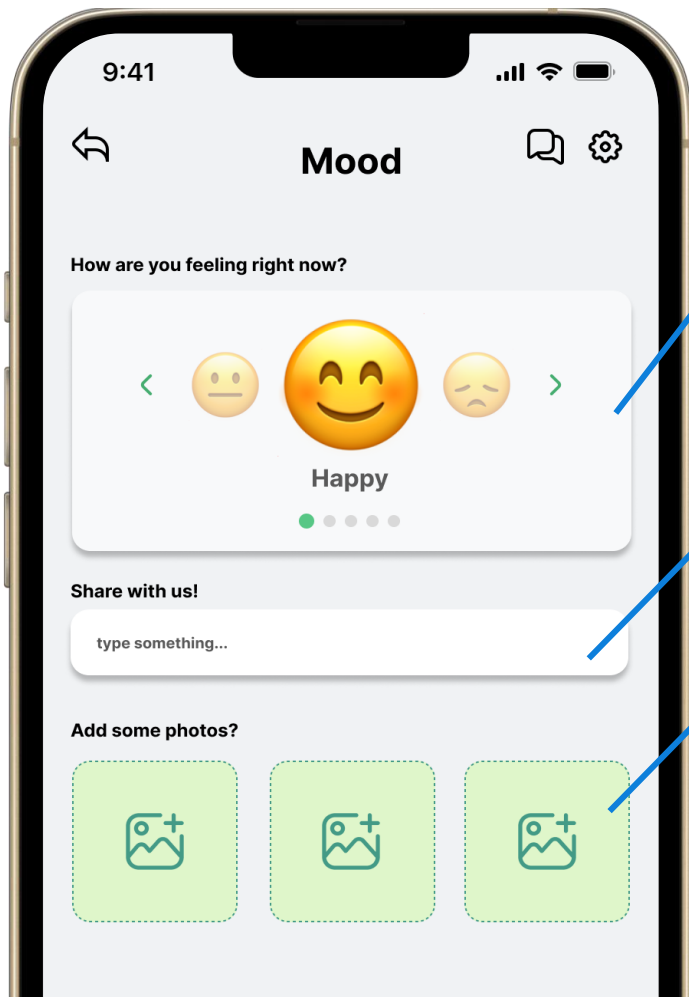 9:41
Mood
How are you feeling right now?
Happy
Share with us!
type something...
Add some photos?